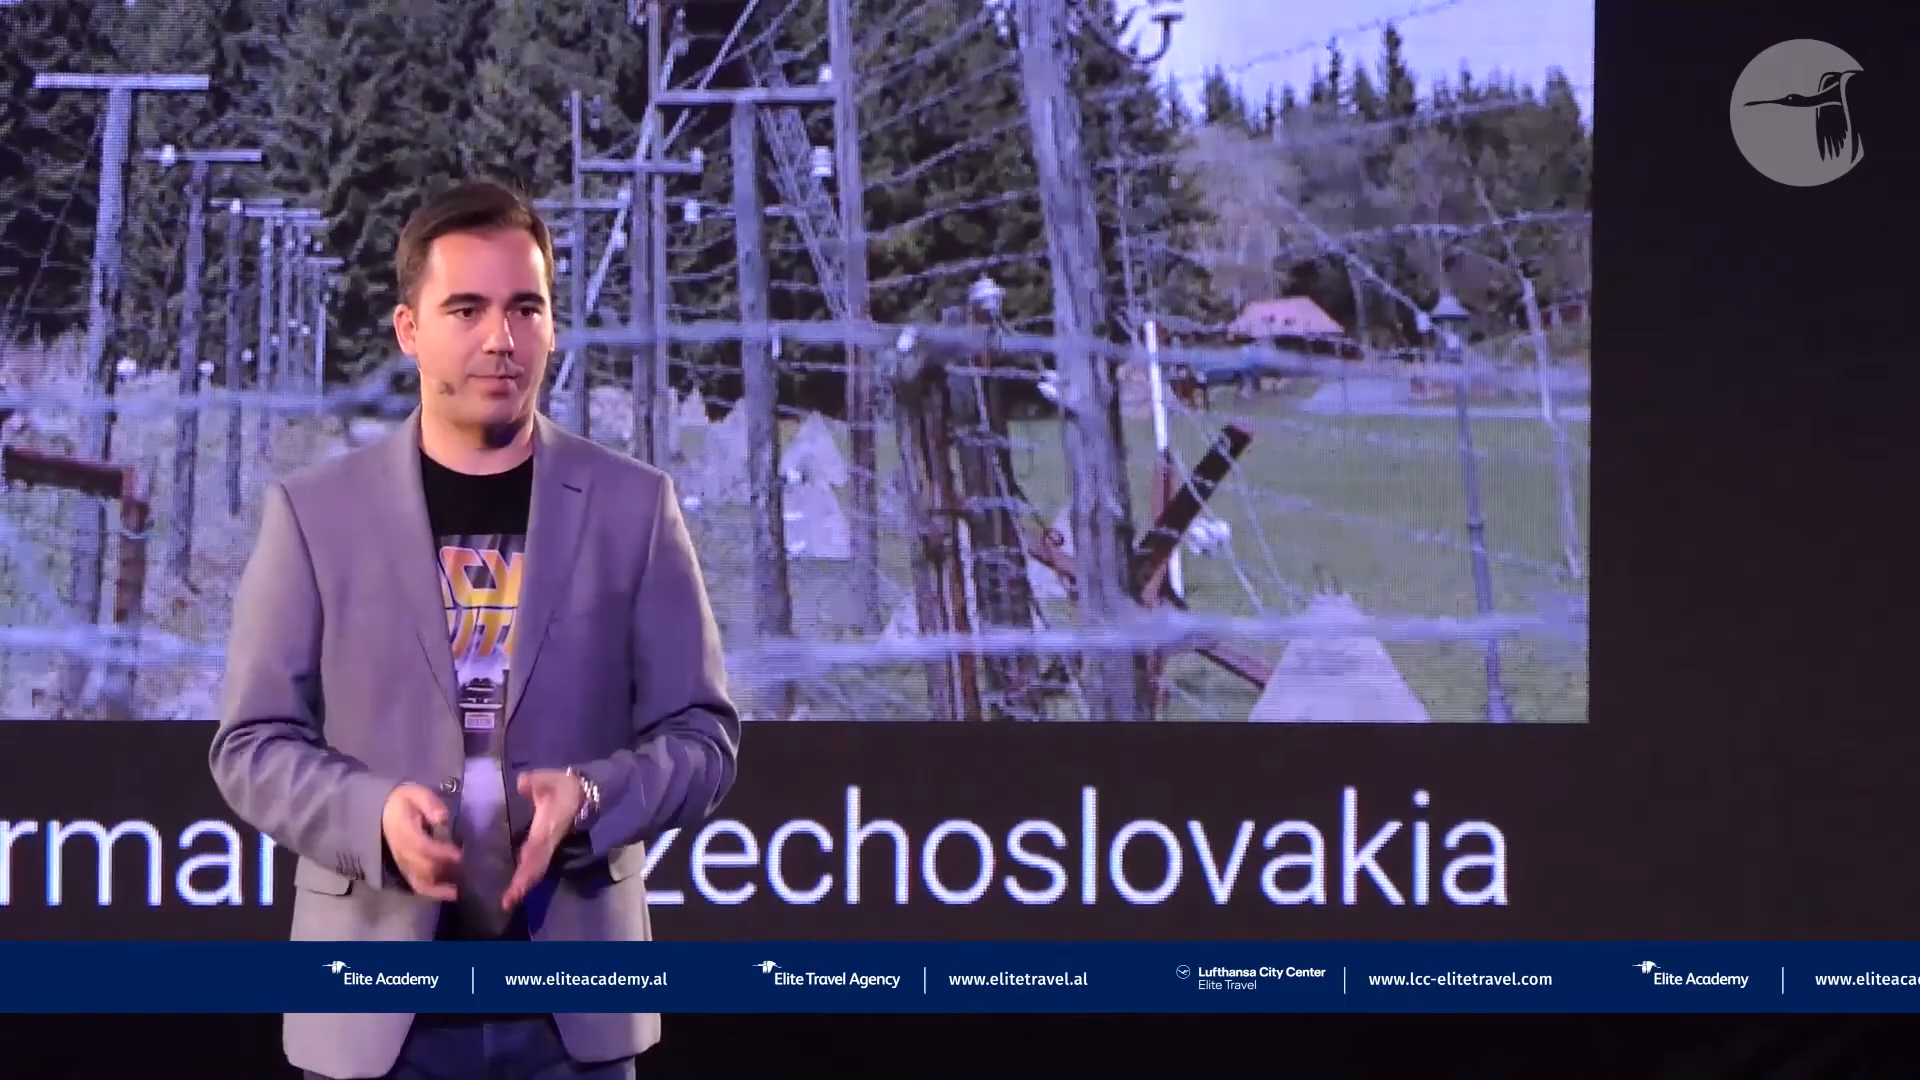 zechoslovakia
Elite Academy | www.eliteacademy.al
Elite Travel Agency | www.elitetravel.al
Lufthansa City Center
Elite Travel
www.lcc-elitetravel.com
Elite Academy